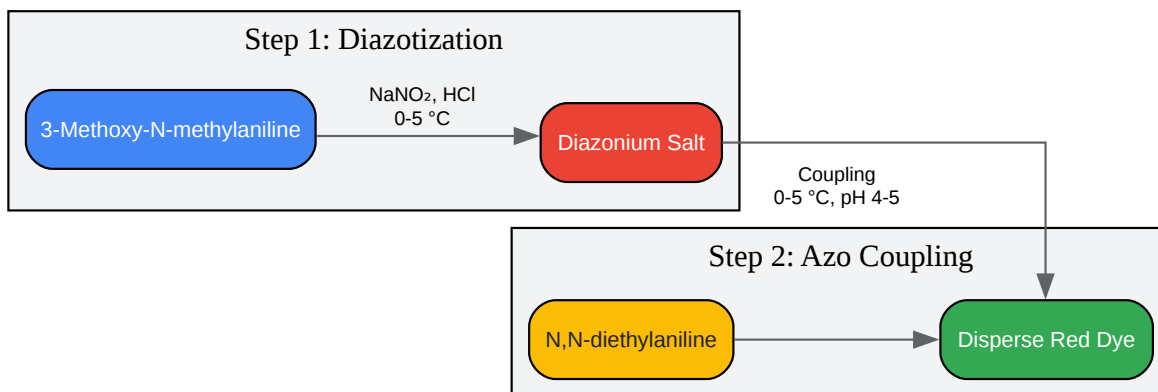 Step 1: Diazotization
3-Methoxy-N-methylaniline
NaNO₂, HCl
0-5 °C
Diazonium Salt
Coupling
0-5 °C, pH 4-5
Step 2: Azo Coupling
N,N-diethylaniline
Disperse Red Dye